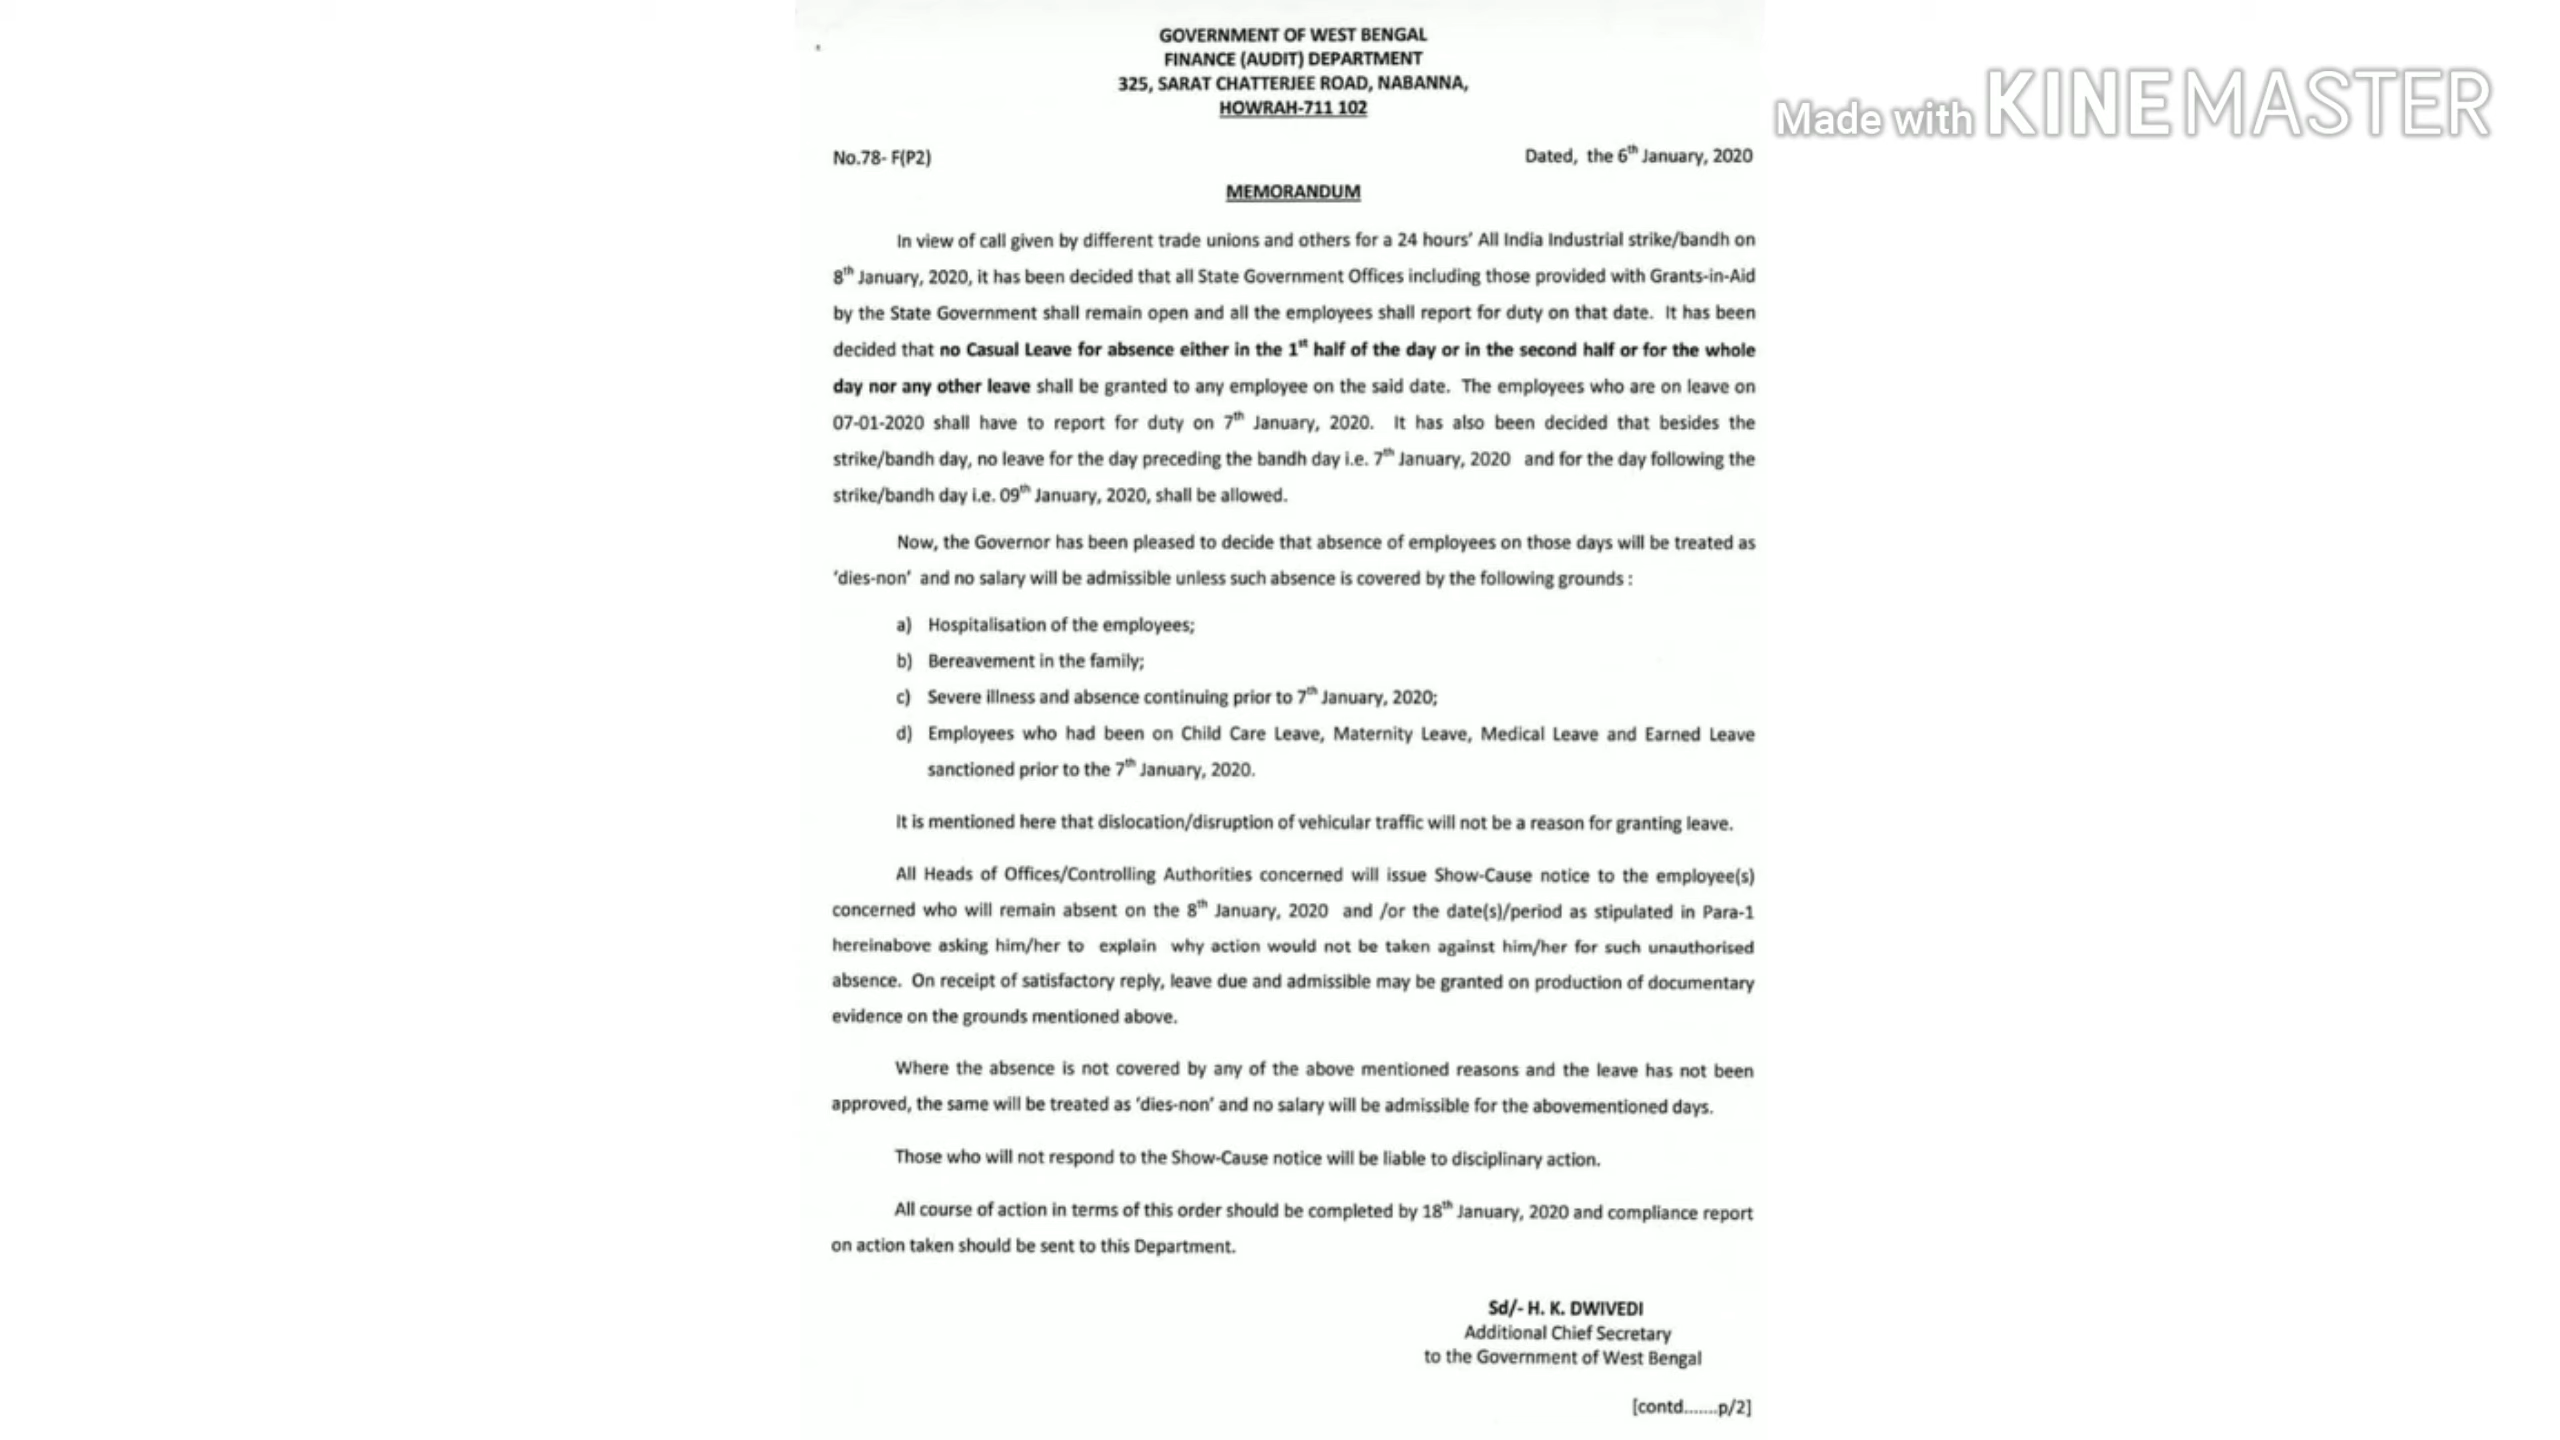 GOVERNMENT OF WEST BENGAL
FINANCE (AUDIT) DEPARTMENT
325, SARAT CHATTERJEE ROAD, NABANNA,
HOWRAH-711 102
Made with KINEMASTER
No.78- F(P2) Dated, the 6th January, 2020
MEMORANDUM
In view of call given by different trade unions and others for a 24 hours' All India Industrial strike/bandh on
8th January, 2020, it has been decided that all State Government Offices including those provided with Grants-in-Aid
by the State Government shall remain open and all the employees shall report for duty on that date. It has been
decided that no Casual Leave for absence either in the 1st half of the day or in the second half or for the whole
day nor any other leave shall be granted to any employee on the said date. The employees who are on leave on
07-01-2020 shall have to report for duty on 7th January, 2020. It has also been decided that besides the
strike/bandh day, no leave for the day preceding the bandh day i.e. 7th January, 2020 and for the day following the
strike/bandh day i.e. 09th January, 2020, shall be allowed.
Now, the Governor has been pleased to decide that absence of employees on those days will be treated as
'dies-non' and no salary will be admissible unless such absence is covered by the following grounds :
a) Hospitalisation of the employees;
b) Bereavement in the family;
c) Severe illness and absence continuing prior to 7th January, 2020;
d) Employees who had been on Child Care Leave, Maternity Leave, Medical Leave and Earned Leave
sanctioned prior to the 7th January, 2020.
It is mentioned here that dislocation/disruption of vehicular traffic will not be a reason for granting leave.
All Heads of Offices/Controlling Authorities concerned will issue Show-Cause notice to the employee(s)
concerned who will remain absent on the 8th January, 2020 and /or the date(s)/period as stipulated in Para-1
hereinabove asking him/her to explain why action would not be taken against him/her for such unauthorised
absence. On receipt of satisfactory reply, leave due and admissible may be granted on production of documentary
evidence on the grounds mentioned above.
Where the absence is not covered by any of the above mentioned reasons and the leave has not been
approved, the same will be treated as 'dies-non' and no salary will be admissible for the abovementioned days.
Those who will not respond to the Show-Cause notice will be liable to disciplinary action.
All course of action in terms of this order should be completed by 18th January, 2020 and compliance report
on action taken should be sent to this Department.
Sd/- H. K. DWIVEDI
Additional Chief Secretary
to the Government of West Bengal
[contd.......p/2]